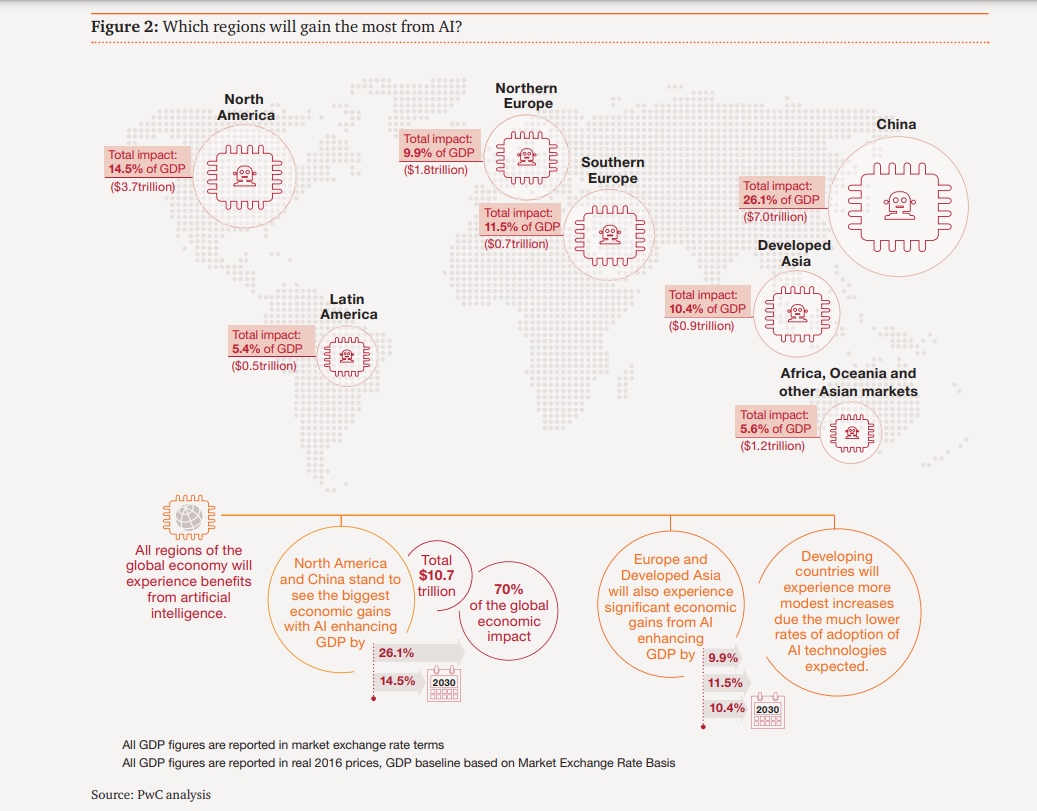 Figure 2: Which regions will gain the most from AI?
North
America
Total impact:
14.5% of GDP
($3.7trillion)
Northern
Europe
Total impact:
9.9% of GDP
($1.8trillion)
Southern
Europe
Total impact:
11.5% of GDP
($0.7trillion)
China
Total impact:
26.1% of GDP
($7.0trillion)
Developed
Asia
Total impact:
10.4% of GDP
($0.9trillion)
Latin
America
Total impact:
5.4% of GDP
($0.5trillion)
Africa, Oceania and
other Asian markets
Total impact:
5.6% of GDP
($1.2trillion)
All regions of the
global economy will
experience benefits
from artificial
intelligence.
North America
and China stand to
see the biggest
economic gains
with AI enhancing
GDP by
26.1%
14.5%
2030
Total
$10.7
trillion
70%
of the global
economic
impact
Europe and
Developed Asia
will also experience
significant economic
gains from AI
enhancing
GDP by
9.9%
11.5%
10.4%
2030
Developing
countries will
experience more
modest increases
due the much lower
rates of adoption of
AI technologies
expected.
All GDP figures are reported in market exchange rate terms
All GDP figures are reported in real 2016 prices, GDP baseline based on Market Exchange Rate Basis
Source: PwC analysis